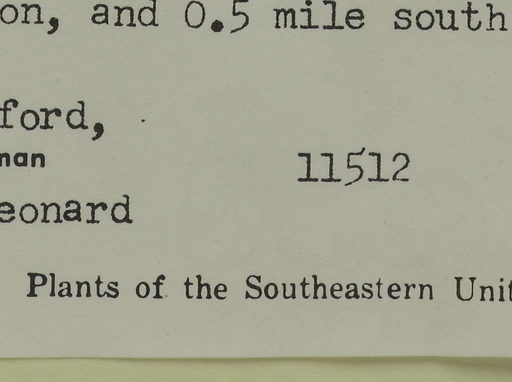 on, and 0.5 mile south
ford,
nan 11512
eonard
Plants of the Southeastern Unit